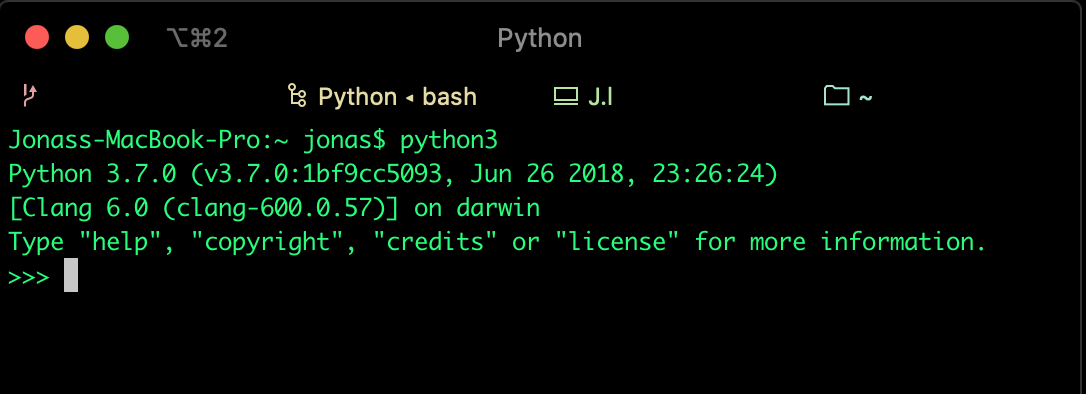 ⌥⌘2 Python
Python ◂ bash J.I ~
Jonass-MacBook-Pro:~ jonas$ python3
Python 3.7.0 (v3.7.0:1bf9cc5093, Jun 26 2018, 23:26:24)
[Clang 6.0 (clang-600.0.57)] on darwin
Type "help", "copyright", "credits" or "license" for more information.
>>>